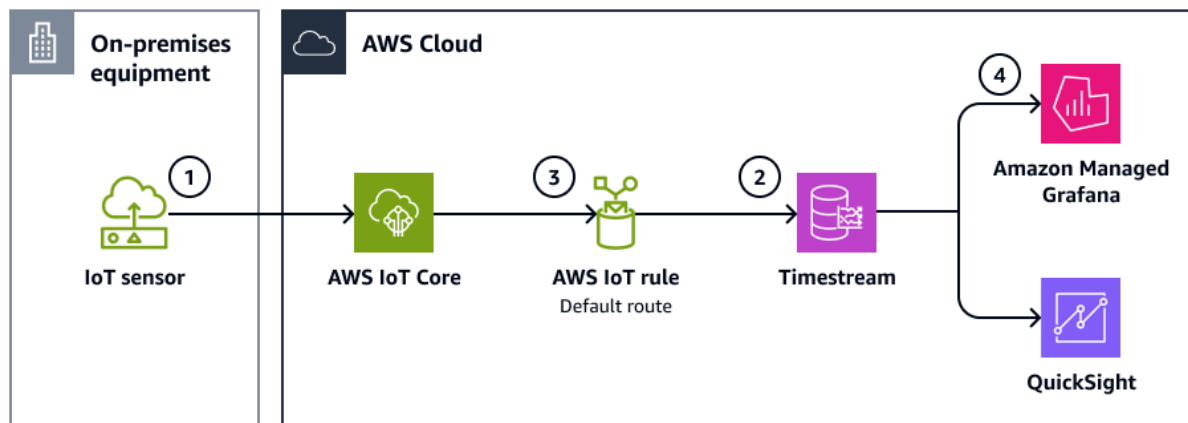 On-premises
equipment
AWS Cloud
1
3
2
4
IoT sensor
AWS IoT Core
AWS IoT rule
Default route
Timestream
Amazon Managed
Grafana
QuickSight